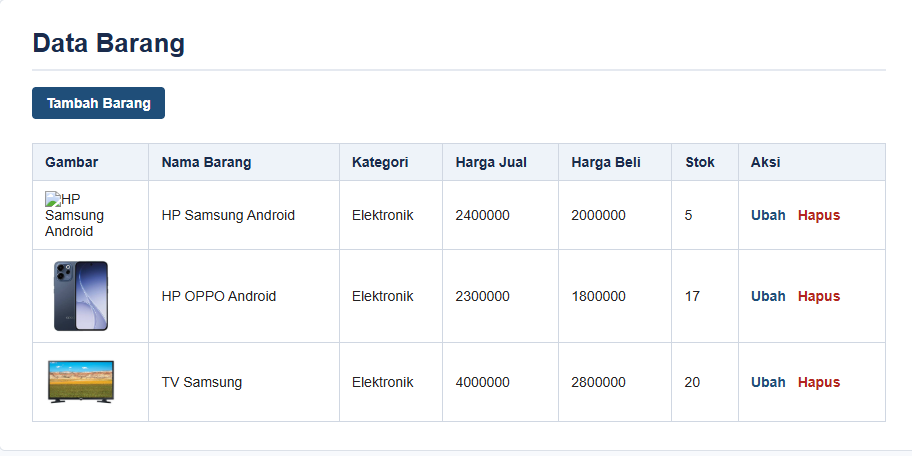 Data Barang
Tambah Barang
Gambar Nama Barang Kategori Harga Jual Harga Beli Stok Aksi
HP Samsung Android HP Samsung Android Elektronik 2400000 2000000 5 Ubah Hapus
HP OPPO Android Elektronik 2300000 1800000 17 Ubah Hapus
TV Samsung Elektronik 4000000 2800000 20 Ubah Hapus